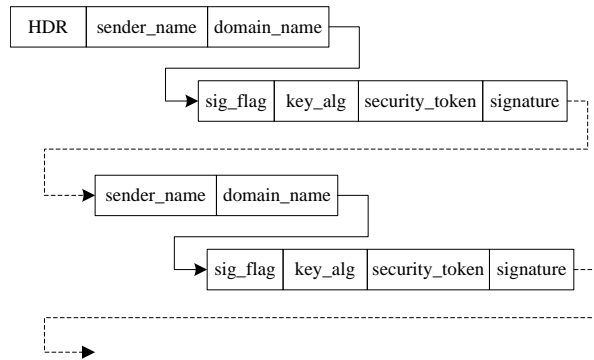 HDR sender_name domain_name
sig_flag key_alg security_token signature
sender_name domain_name
sig_flag key_alg security_token signature